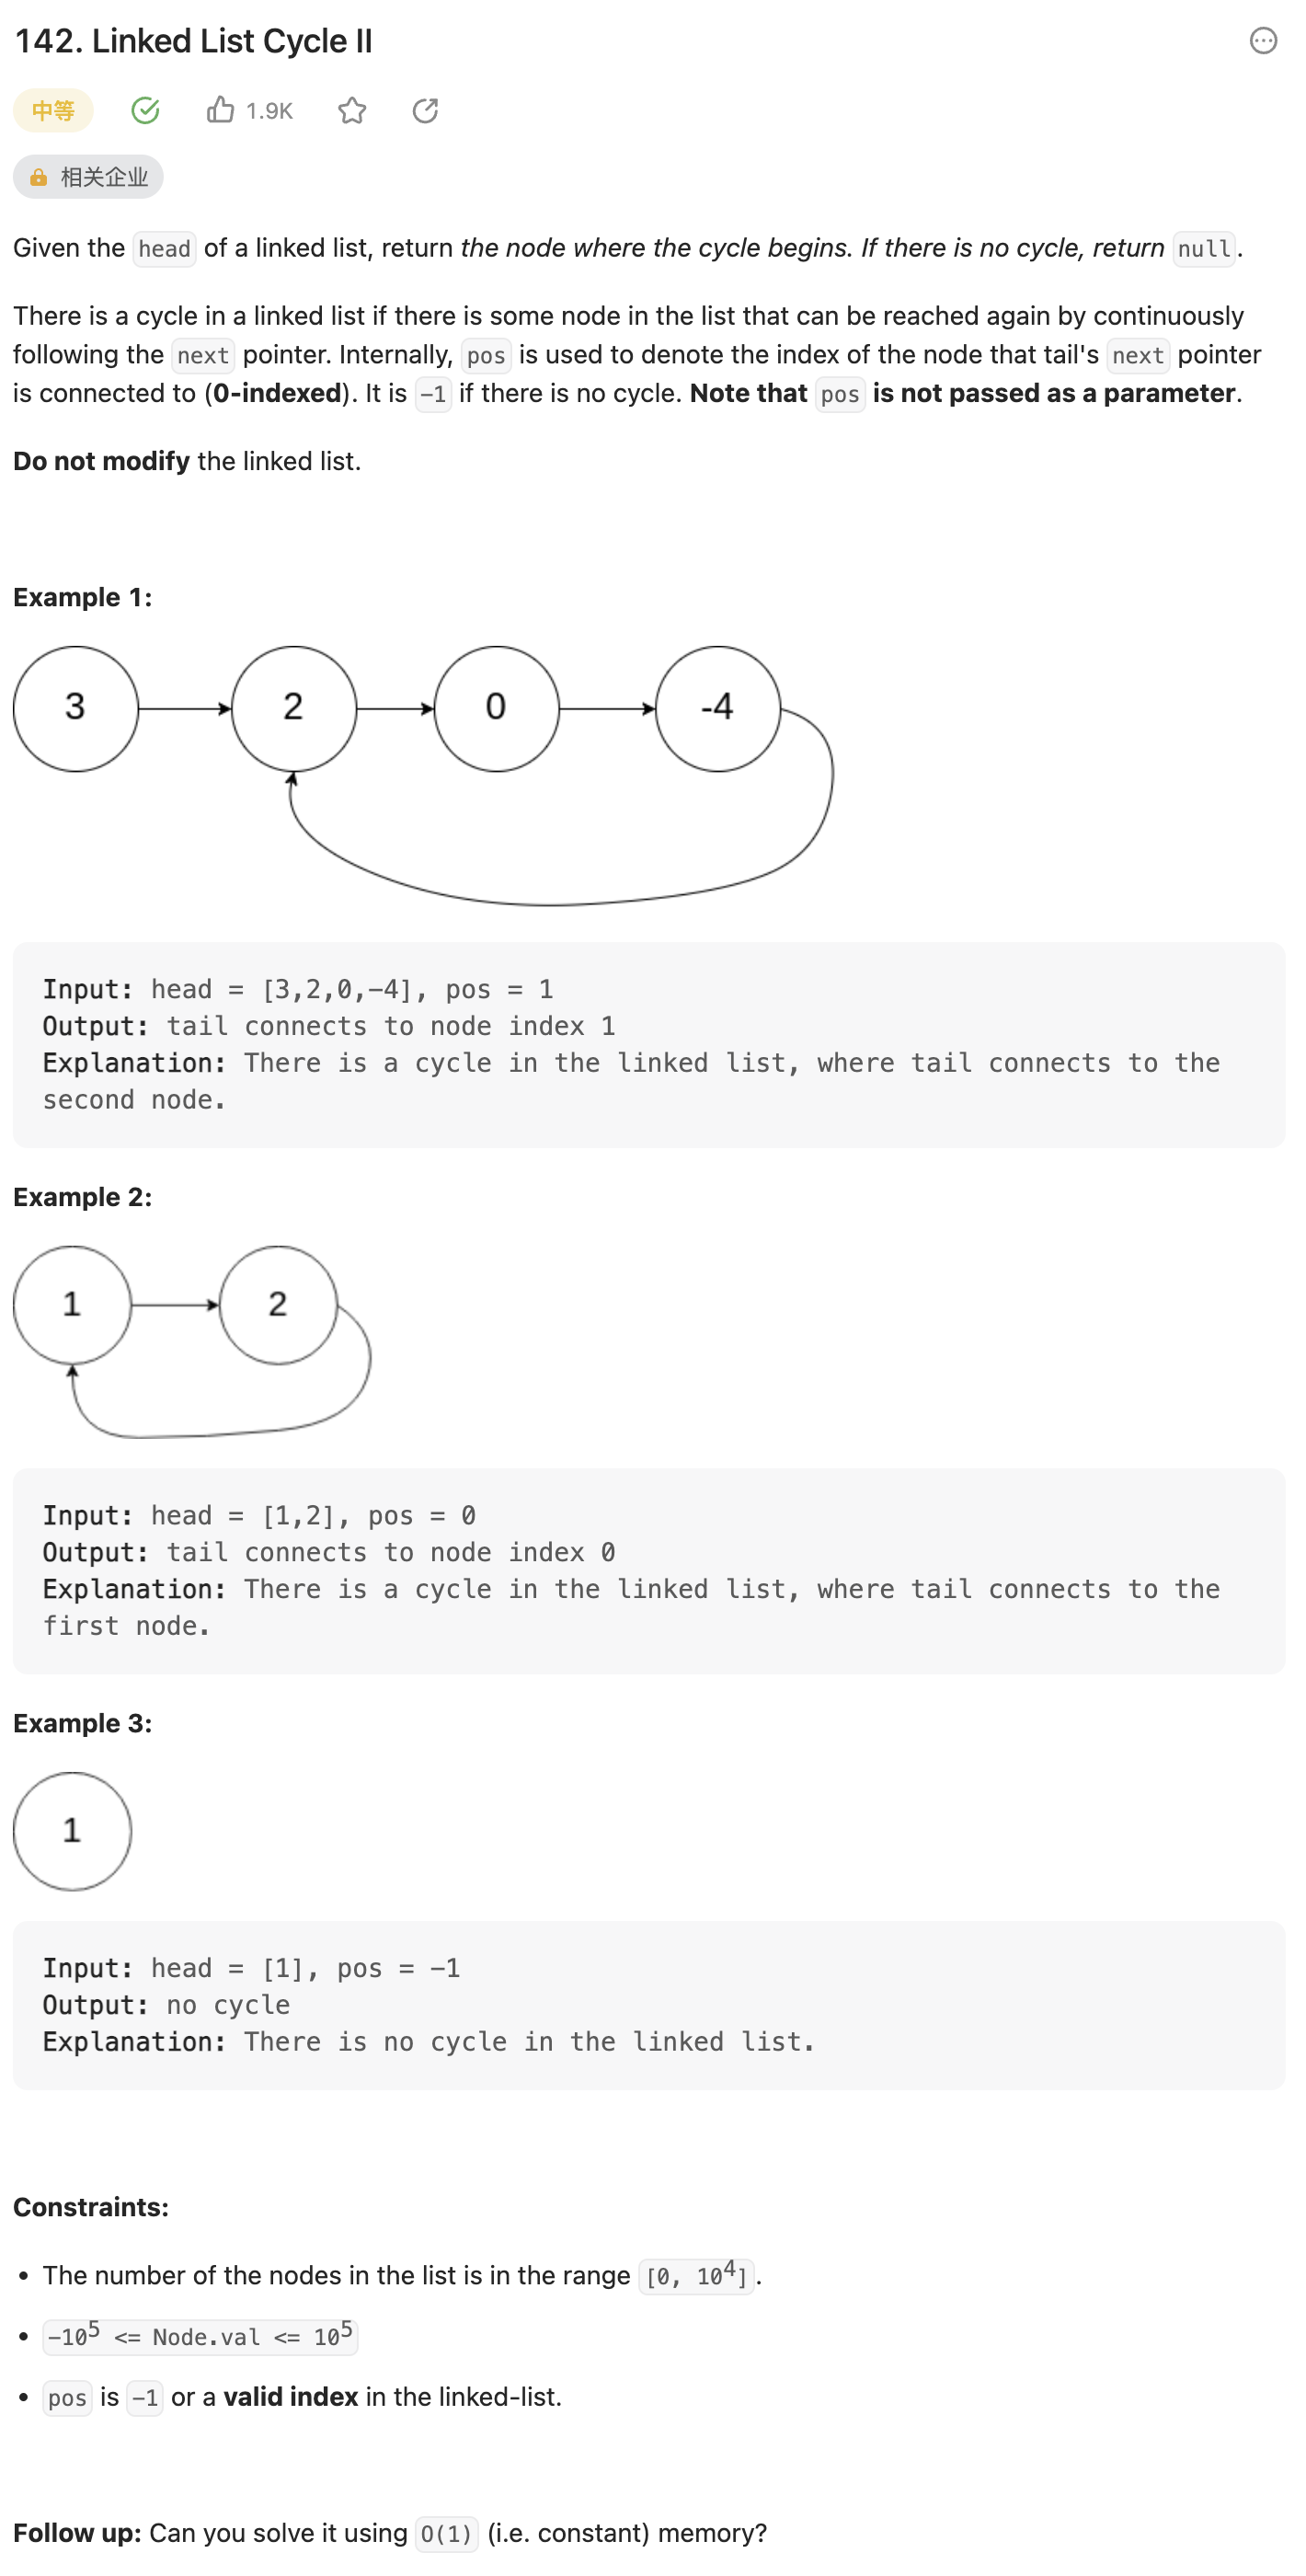 142. Linked List Cycle II
中等 1.9K
相关企业
Given the head of a linked list, return the node where the cycle begins. If there is no cycle, return null.
There is a cycle in a linked list if there is some node in the list that can be reached again by continuously
following the next pointer. Internally, pos is used to denote the index of the node that tail's next pointer
is connected to (0-indexed). It is -1 if there is no cycle. Note that pos is not passed as a parameter.
Do not modify the linked list.
Example 1:
3 2 0 -4
Input: head = [3,2,0,-4], pos = 1
Output: tail connects to node index 1
Explanation: There is a cycle in the linked list, where tail connects to the
second node.
Example 2:
1 2
Input: head = [1,2], pos = 0
Output: tail connects to node index 0
Explanation: There is a cycle in the linked list, where tail connects to the
first node.
Example 3:
1
Input: head = [1], pos = -1
Output: no cycle
Explanation: There is no cycle in the linked list.
Constraints:
• The number of the nodes in the list is in the range [0, 10⁴].
• -10⁵ <= Node.val <= 10⁵
• pos is -1 or a valid index in the linked-list.
Follow up: Can you solve it using O(1) (i.e. constant) memory?